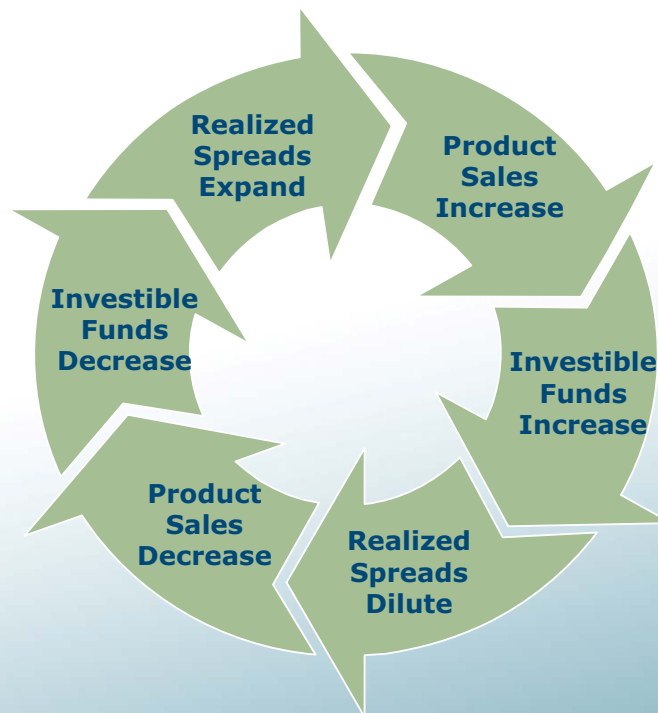 Realized
Spreads
Expand
Product
Sales
Increase
Investible
Funds
Increase
Realized
Spreads
Dilute
Product
Sales
Decrease
Investible
Funds
Decrease